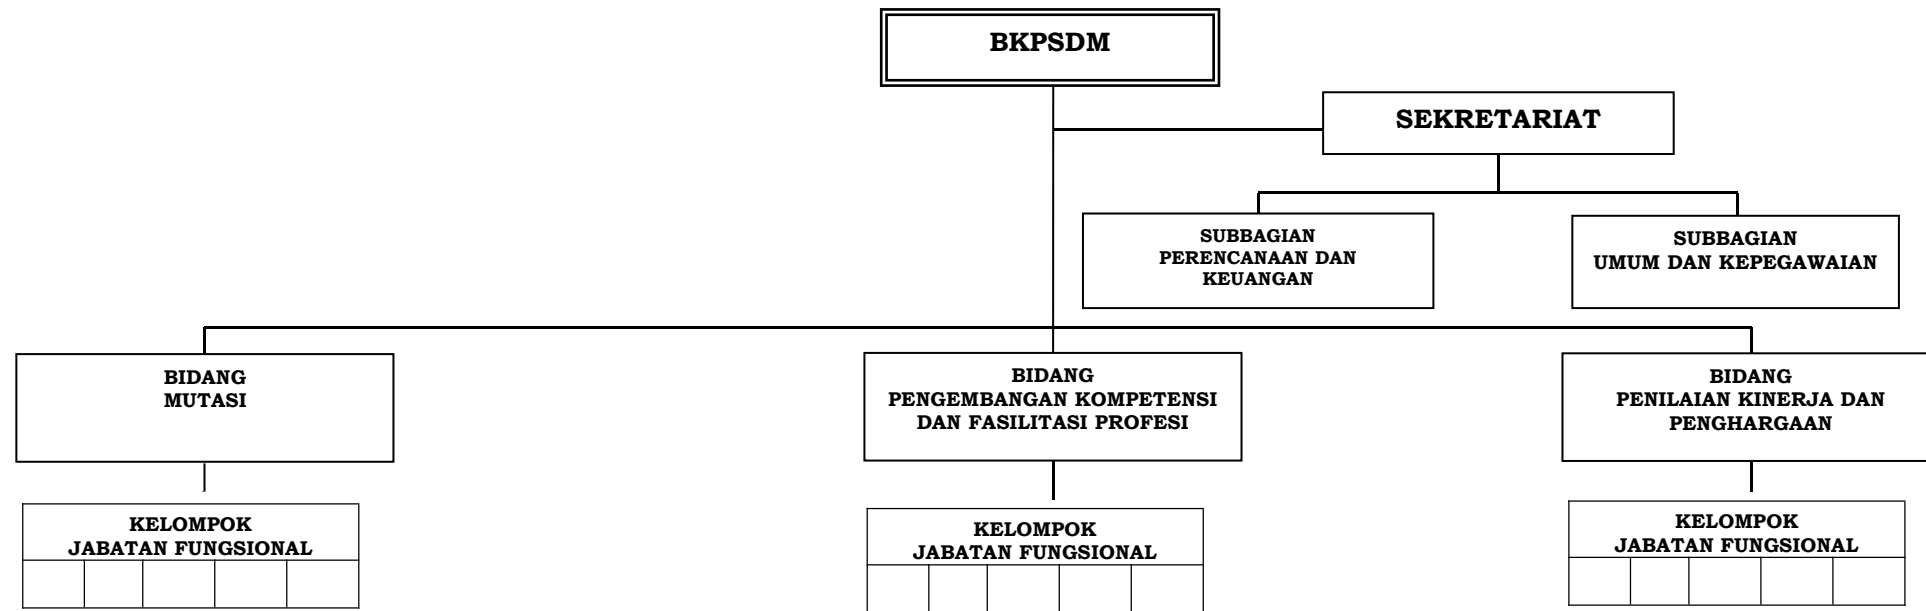 BKPSDM
SEKRETARIAT
SUBBAGIAN
PERENCANAAN DAN
KEUANGAN
SUBBAGIAN
UMUM DAN KEPEGAWAIAN
BIDANG
MUTASI
BIDANG
PENGEMBANGAN KOMPETENSI
DAN FASILITASI PROFESI
BIDANG
PENILAIAN KINERJA DAN
PENGHARGAAN
KELOMPOK
JABATAN FUNGSIONAL
KELOMPOK
JABATAN FUNGSIONAL
KELOMPOK
JABATAN FUNGSIONAL